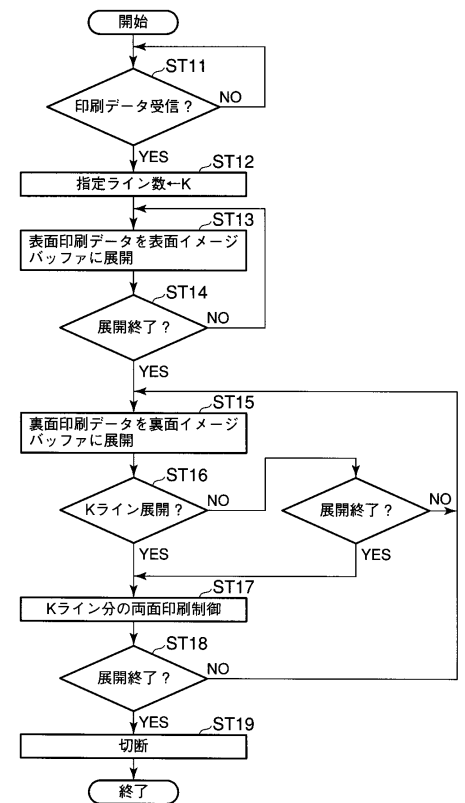 開始
ST11
印刷データ受信？
NO
YES
ST12
指定ライン数←K
ST13
表面印刷データを表面イメージ
バッファに展開
ST14
展開終了？
NO
YES
ST15
裏面印刷データを裏面イメージ
バッファに展開
ST16
Kライン展開？
NO
YES
展開終了？
NO
YES
ST17
Kライン分の両面印刷制御
ST18
展開終了？
NO
YES
ST19
切断
終了